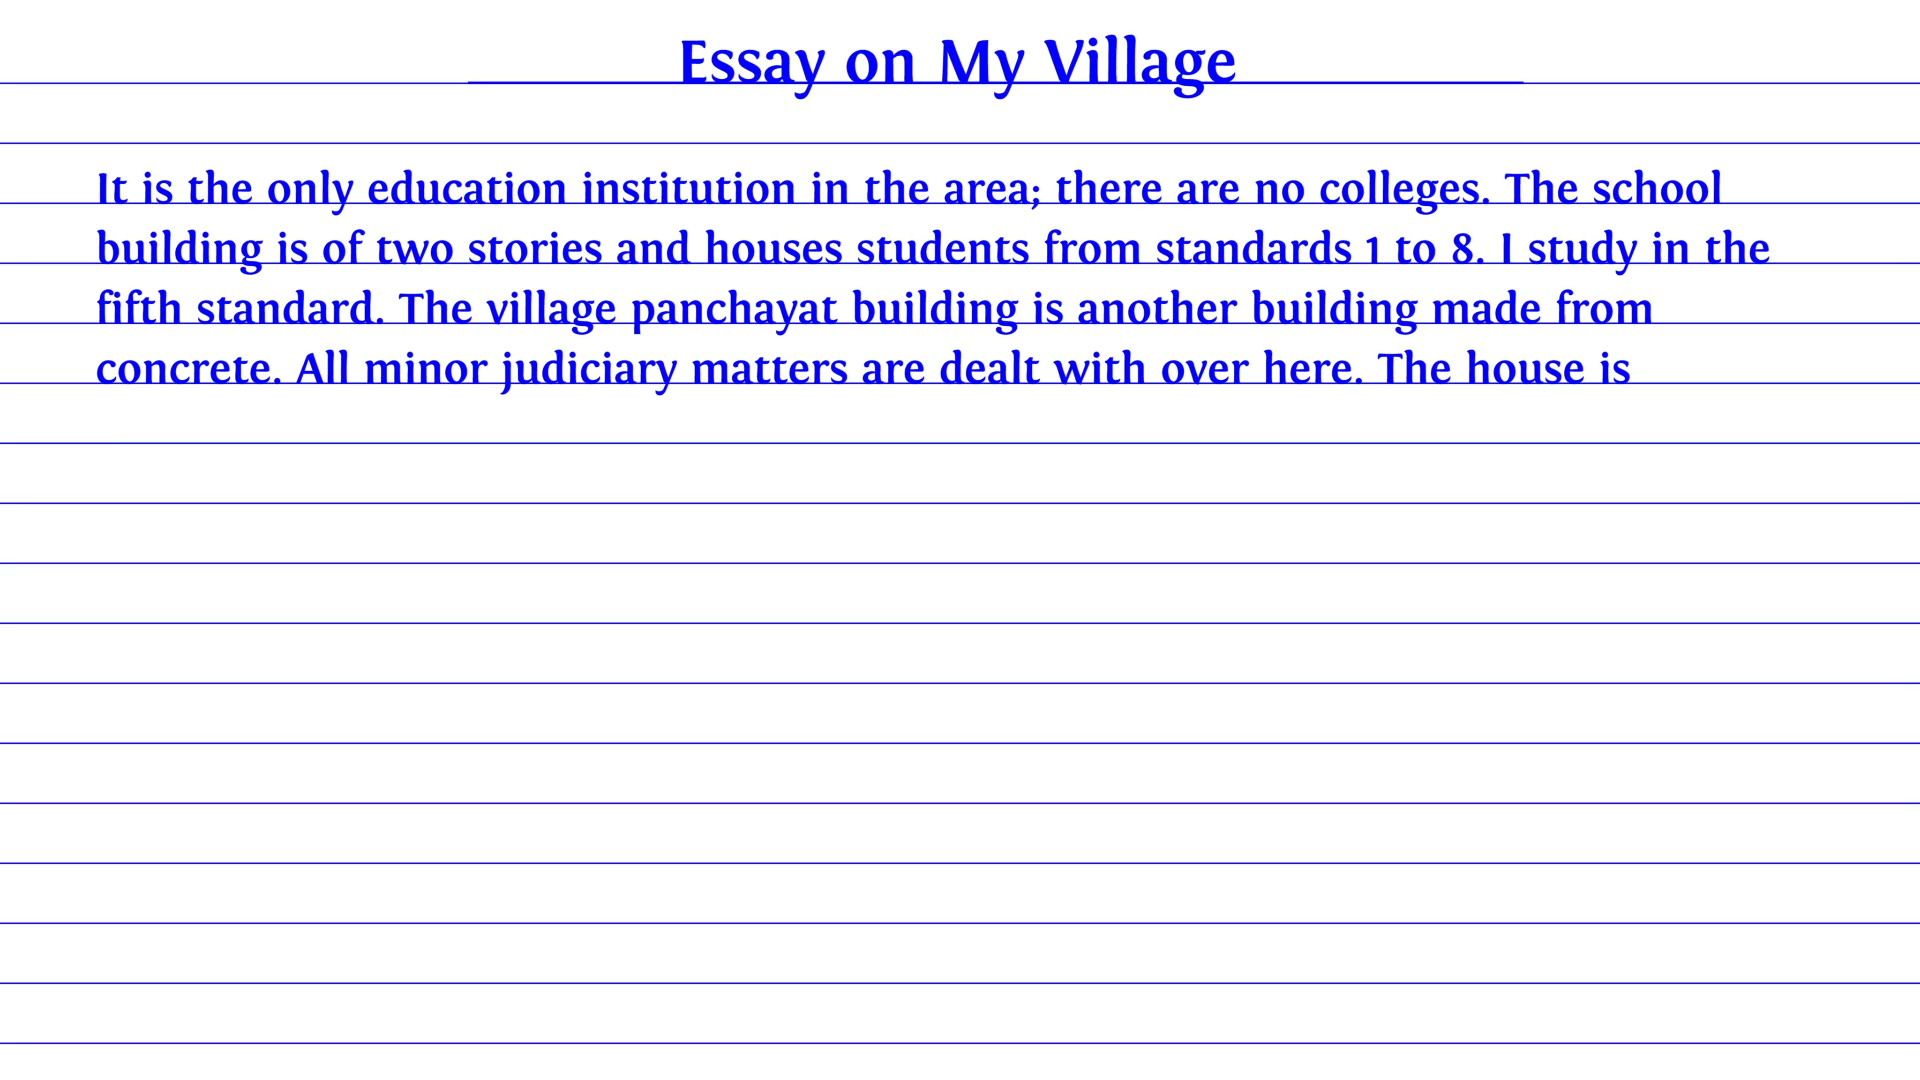 Essay on My Village
It is the only education institution in the area; there are no colleges. The school
building is of two stories and houses students from standards 1 to 8. I study in the
fifth standard. The village panchayat building is another building made from
concrete. All minor judiciary matters are dealt with over here. The house is